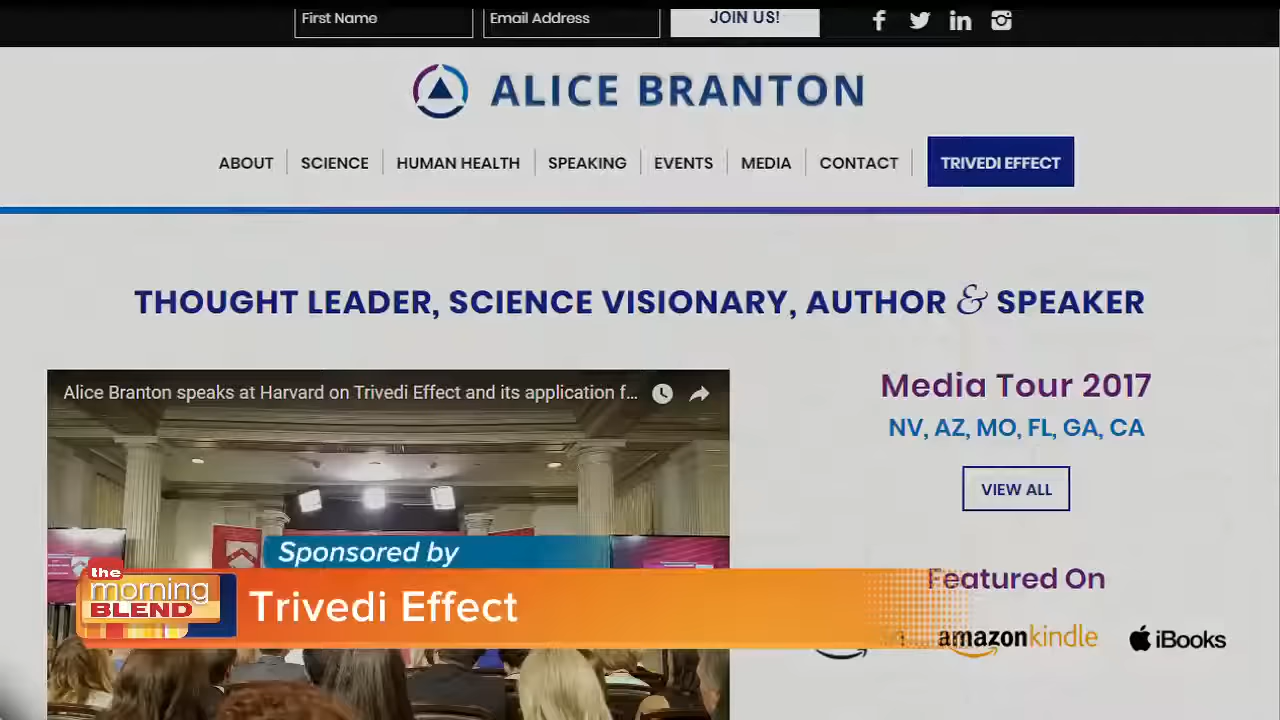 First Name
Email Address
JOIN US!
ALICE BRANTON
ABOUT
SCIENCE
HUMAN HEALTH
SPEAKING
EVENTS
MEDIA
CONTACT
TRIVEDI EFFECT
THOUGHT LEADER, SCIENCE VISIONARY, AUTHOR & SPEAKER
Alice Branton speaks at Harvard on Trivedi Effect and its application f...
Media Tour 2017
NV, AZ, MO, FL, GA, CA
VIEW ALL
Featured On
amazonkindle
iBooks
Sponsored by
the
morning
BLEND
Trivedi Effect